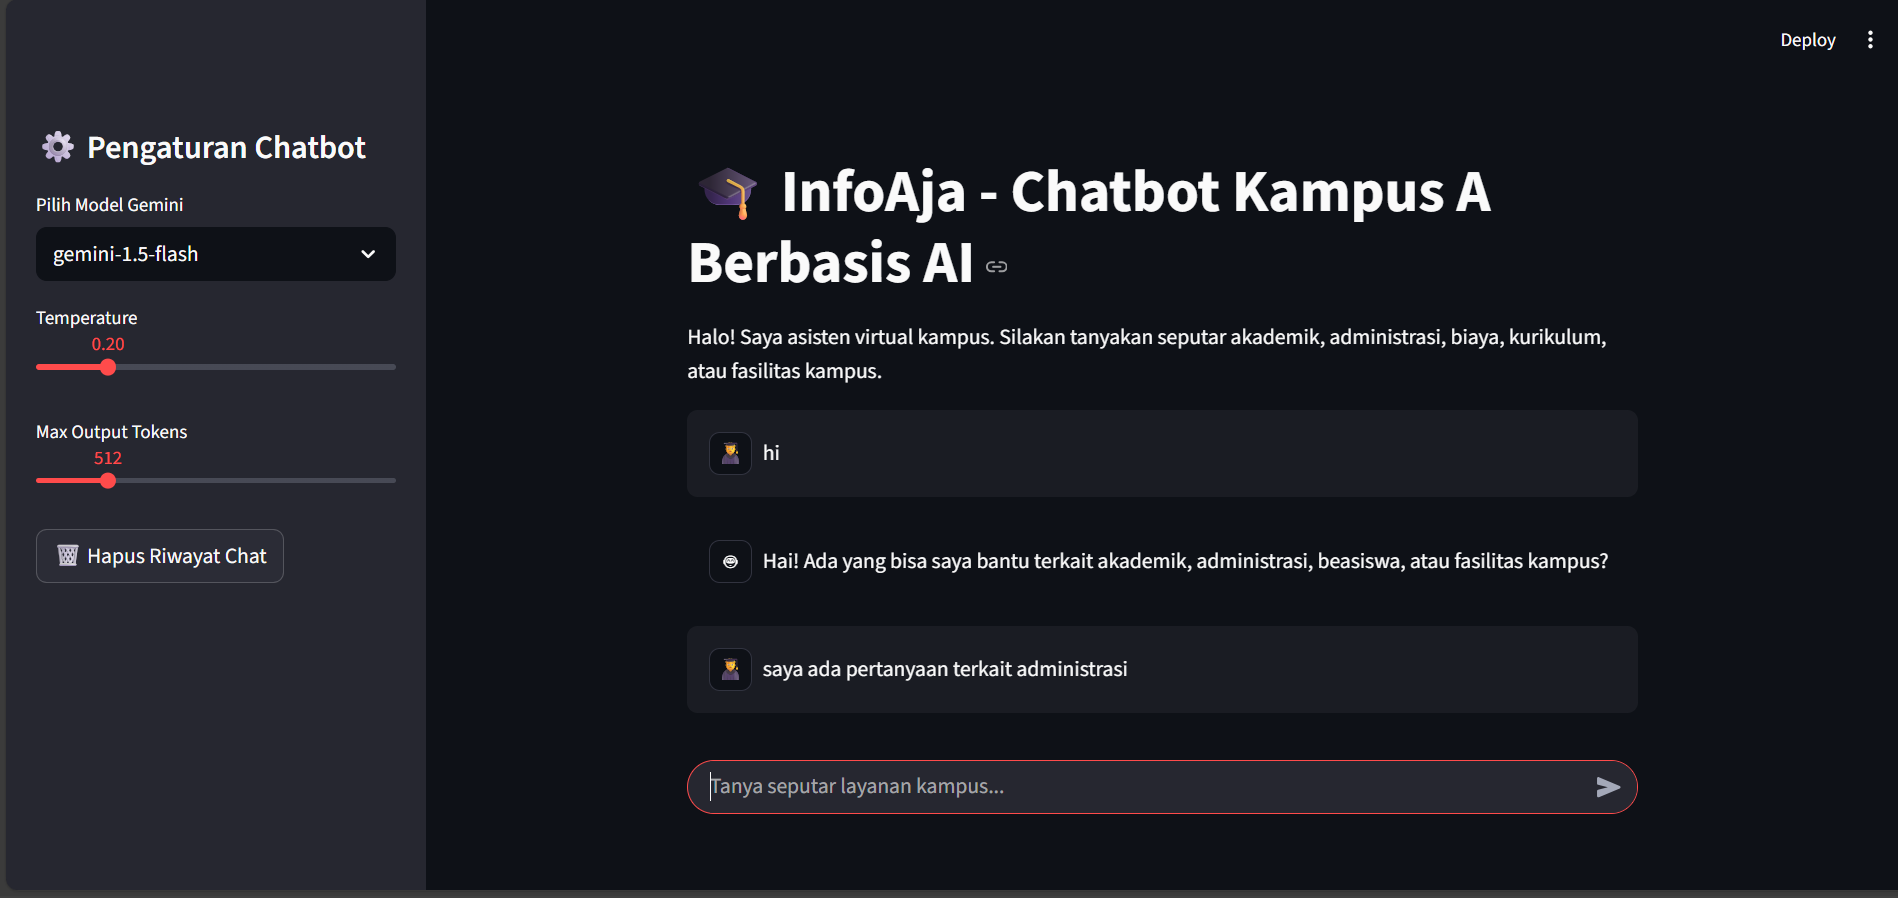 Deploy
Pengaturan Chatbot
Pilih Model Gemini
gemini-1.5-flash
Temperature
0.20
Max Output Tokens
512
Hapus Riwayat Chat
InfoAja - Chatbot Kampus A
Berbasis AI
Halo! Saya asisten virtual kampus. Silakan tanyakan seputar akademik, administrasi, biaya, kurikulum,
atau fasilitas kampus.
hi
Hai! Ada yang bisa saya bantu terkait akademik, administrasi, beasiswa, atau fasilitas kampus?
saya ada pertanyaan terkait administrasi
Tanya seputar layanan kampus...